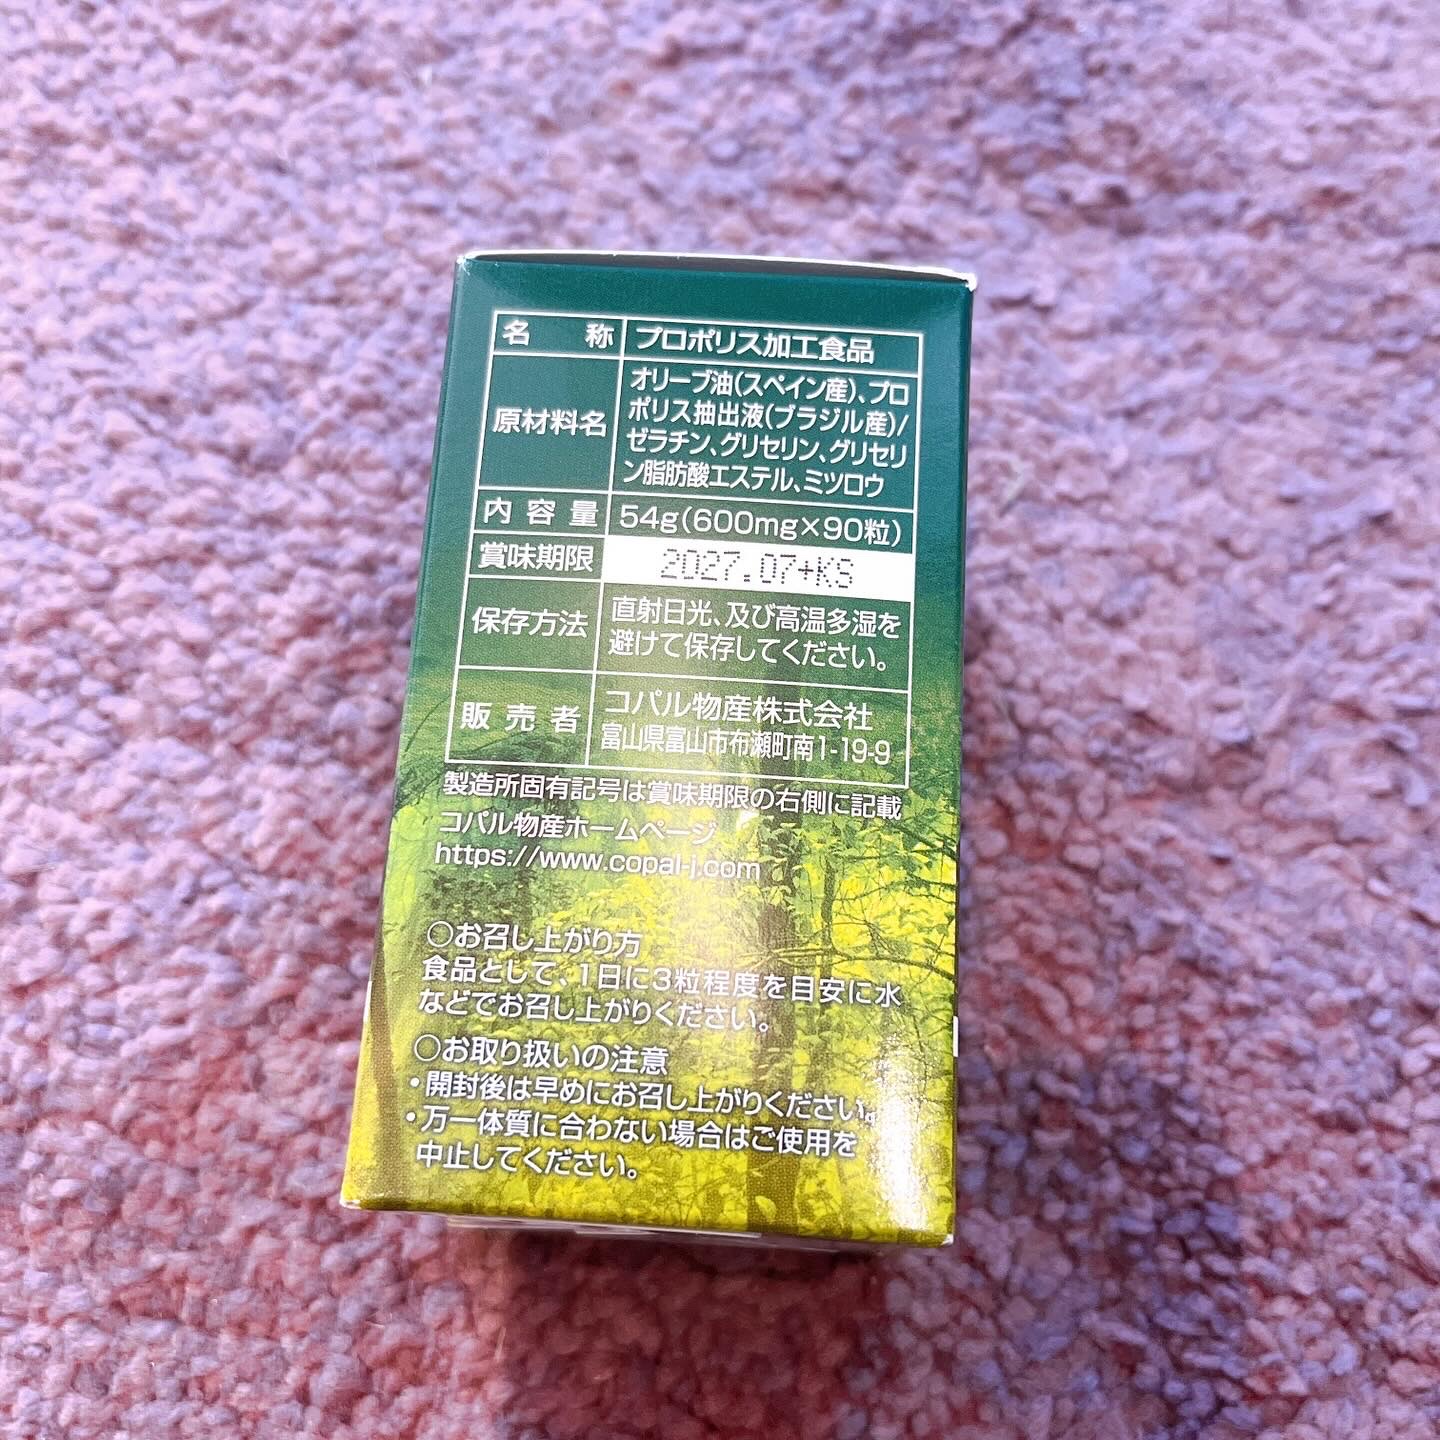 名称 プロポリス加工食品
原材料名 オリーブ油(スペイン産)、プロ
ポリス抽出液(ブラジル産)/
ゼラチン、グリセリン、グリセリ
ン脂肪酸エステル、ミツロウ
内容量 54g(600mg×90粒)
賞味期限 2027.07+KS
保存方法 直射日光、及び高温多湿を
避けて保存してください。
販売者 コパル物産株式会社
富山県富山市布瀬町南1-19-9
製造所固有記号は賞味期限の右側に記載
コパル物産ホームページ
https://www.copal-j.com
○お召し上がり方
食品として、1日に3粒程度を目安に水
などでお召し上がりください。
○お取り扱いの注意
・開封後は早めにお召し上がりください。
・万一体質に合わない場合はご使用を
中止してください。